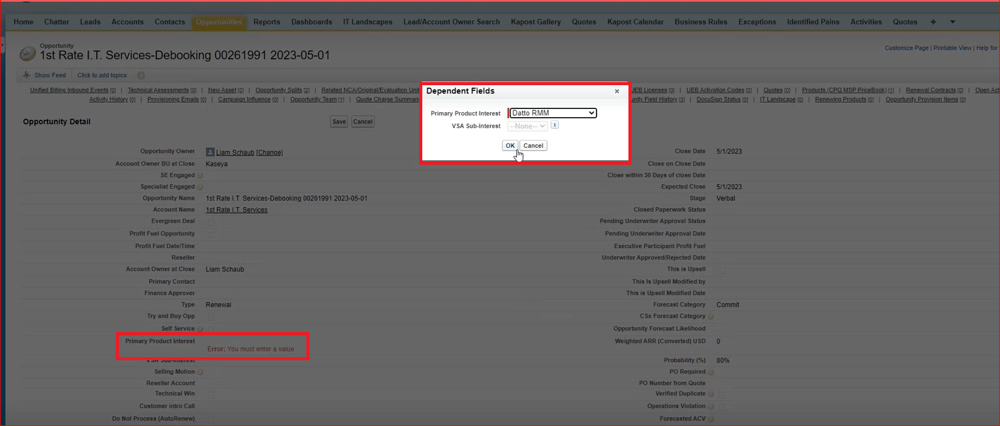 Home Chatter Leads Accounts Contacts Opportunities Reports Dashboards IT Landscapes Lead/Account Owner Search Kapost Gallery Quotes Kapost Calendar Business Rules Exceptions Identified Pains Activities Quotes +
Opportunity
1st Rate I.T. Services-Debooking 00261991 2023-05-01
Customize Page | Printable View | Help for
Show Feed Click to add topics:
Unified Billing Inbound Events [0] | Technical Assessments [0] | New Asset [0] | Opportunity Splits [2] | Related NCA/Original/Evaluation Unit
UEB Licenses [0] | UEB Activation Codes [0] | Quotes [0] | Products (CPQ MSP PriceBook) [1] | Renewal Contracts [0] | Open Act
Activity History [0] | Provisioning Emails [0] | Campaign Influence [0] | Opportunity Team [1] | Quote Charge Summari
Field History [2] | DocuSign Status [0] | IT Landscape [0] | Renewing Products [0] | Opportunity Provision Items [0]
Dependent Fields ×
Primary Product Interest Datto RMM
VSA Sub-Interest --None-- i
OK Cancel
Opportunity Detail Save Cancel
Opportunity Owner Liam Schaub [Change] Close Date 5/1/2023
Account Owner BU at Close Kaseya Close on Close Date
SE Engaged Close within 30 Days of close Date
Specialist Engaged Expected Close 5/1/2023
Opportunity Name 1st Rate I.T. Services-Debooking 00261991 2023-05-01 Stage Verbal
Account Name 1st Rate I.T. Services Closed Paperwork Status
Evergreen Deal Pending Underwriter Approval Status
Profit Fuel Opportunity Pending Underwriter Approval Date
Profit Fuel Date/Time Executive Participant Profit Fuel
Reseller Underwriter Approved/Rejected Date
Account Owner at Close Liam Schaub This is Upsell
Primary Contact This Is Upsell Modified by
Finance Approver This is Upsell Modified Date
Type Renewal Forecast Category Commit
Try and Buy Opp CSx Forecast Category
Self Service Opportunity Forecast Likelihood
Primary Product Interest Weighted ARR (Converted) USD 0
Error: You must enter a value
VSA Sub-Interest Probability (%) 80%
Selling Motion PO Required
Reseller Account PO Number from Quote
Technical Win Verified Duplicate
Customer intro Call Operations Violation
Do Not Process (AutoRenew) Forecasted ACV